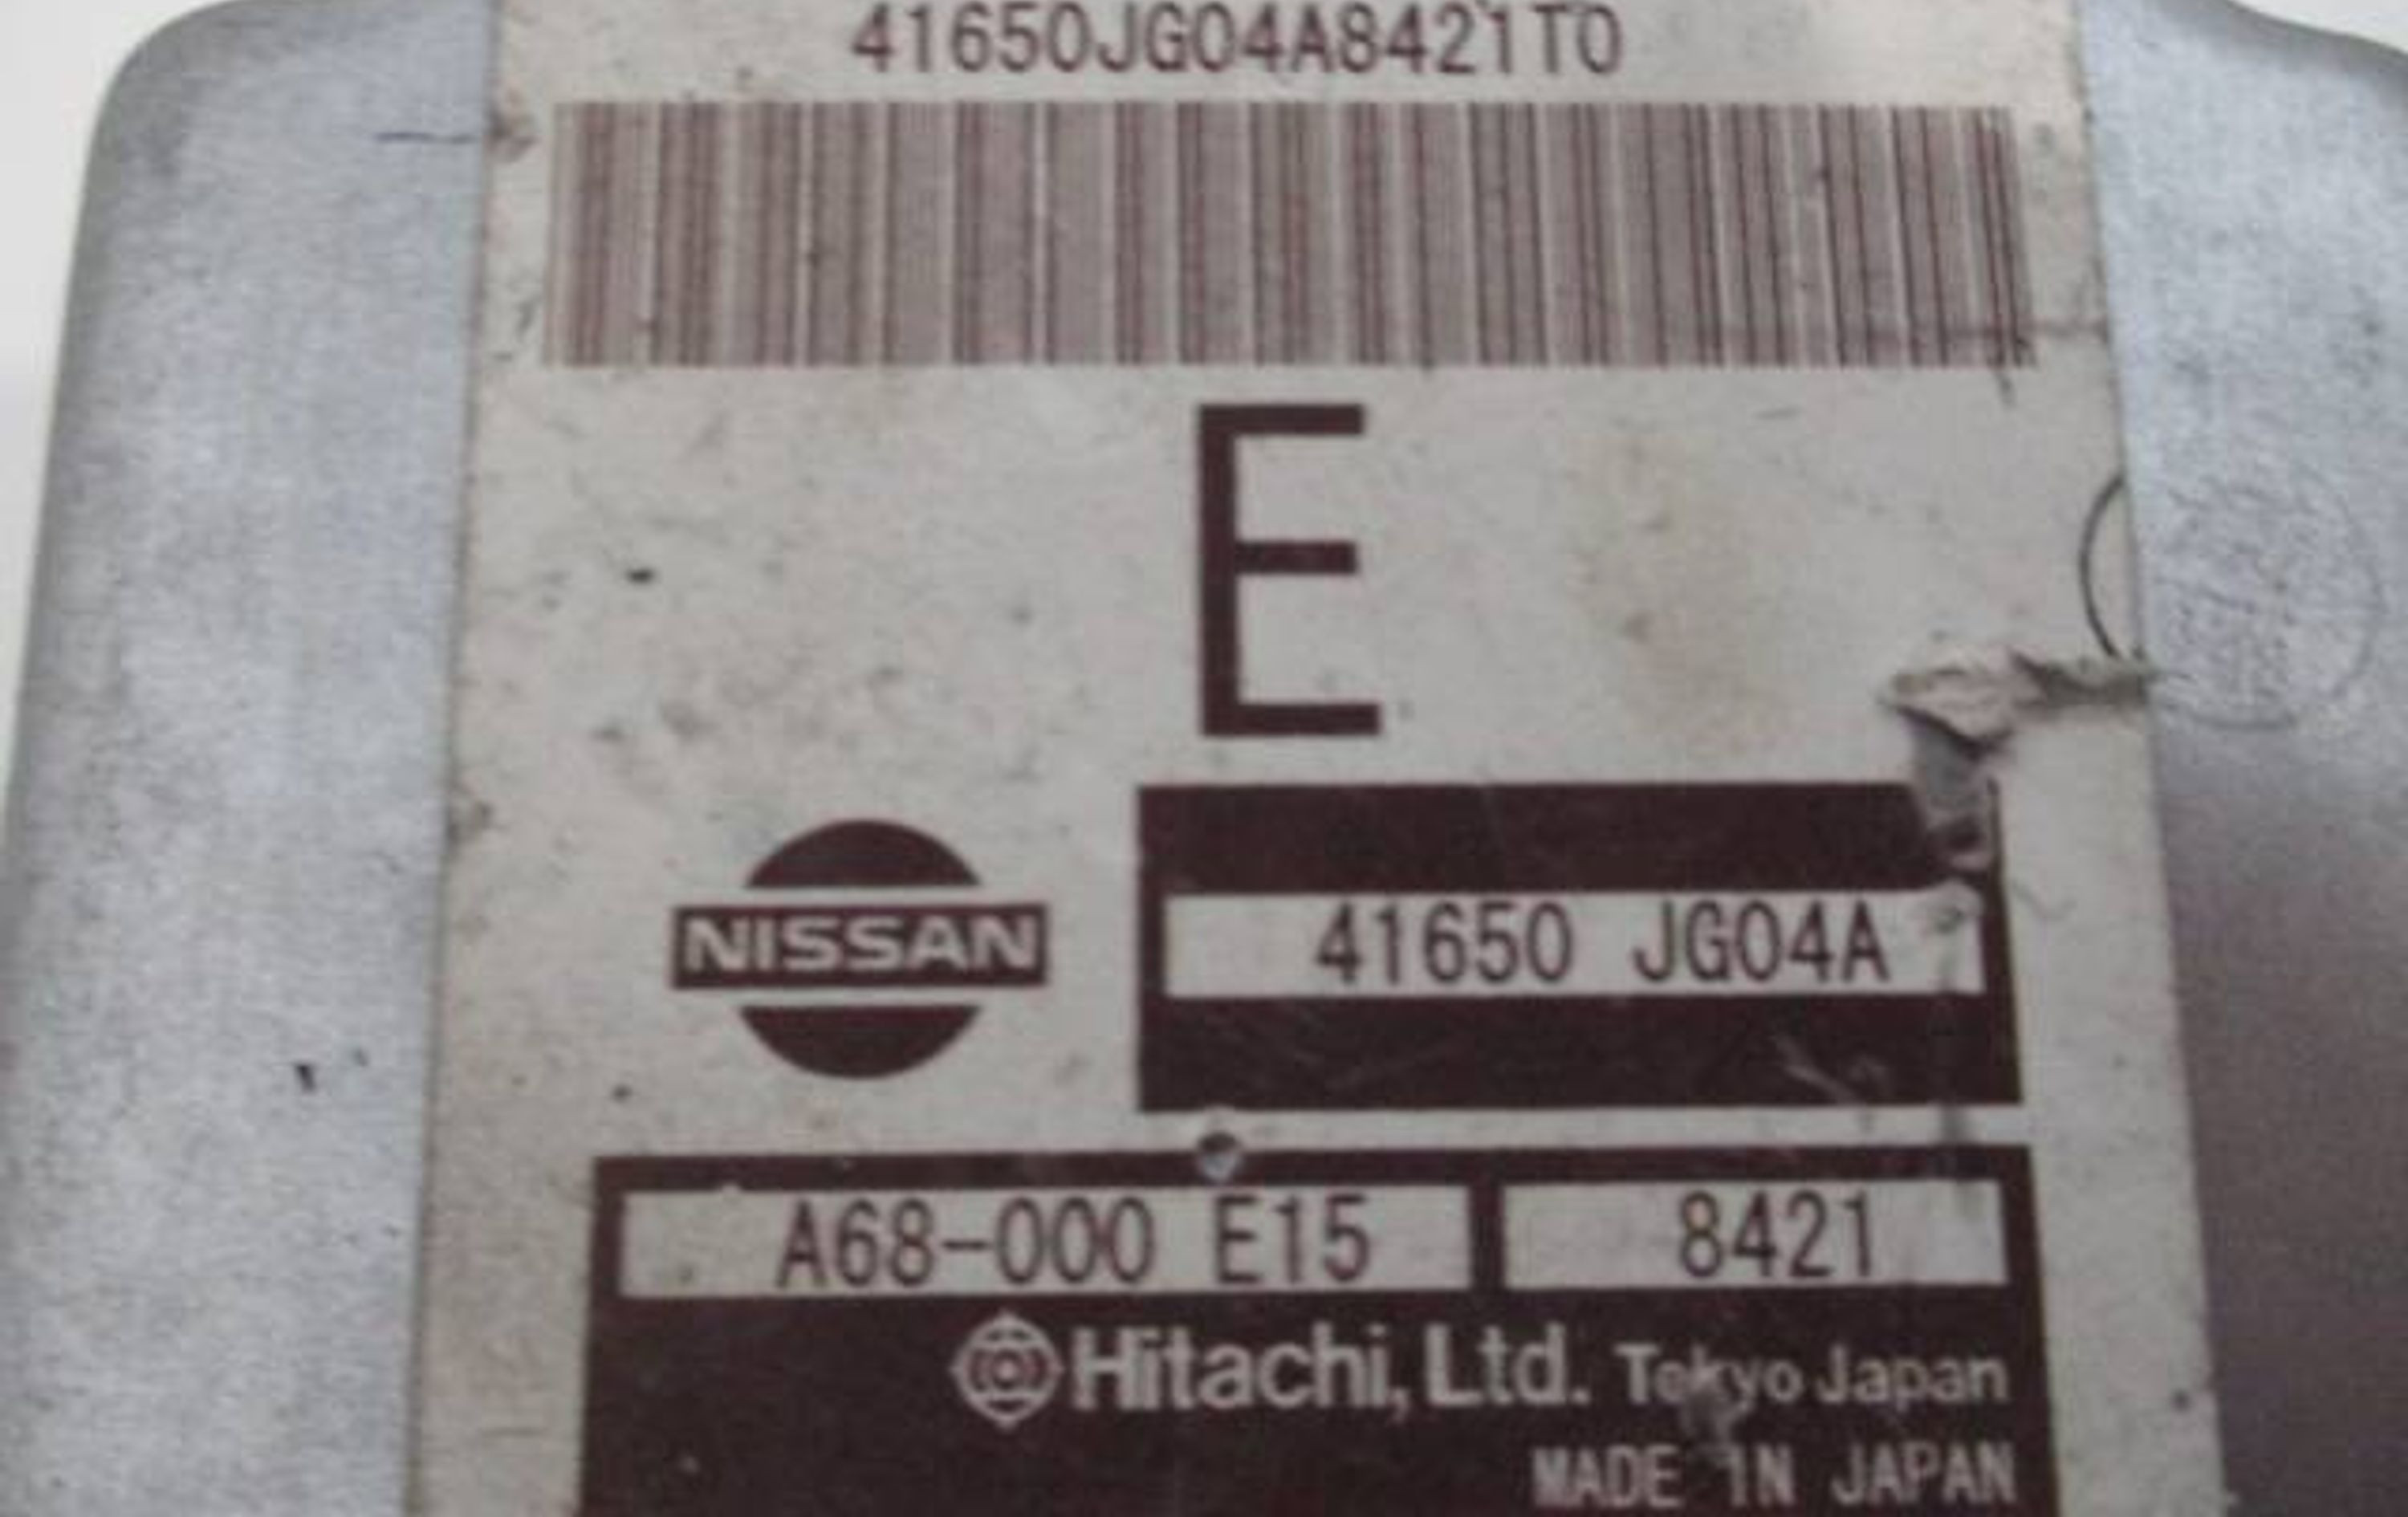 41650JG04A8421T0
E
NISSAN
41650 JG04A
A68-000 E15
8421
Hitachi, Ltd. Tokyo Japan
MADE IN JAPAN